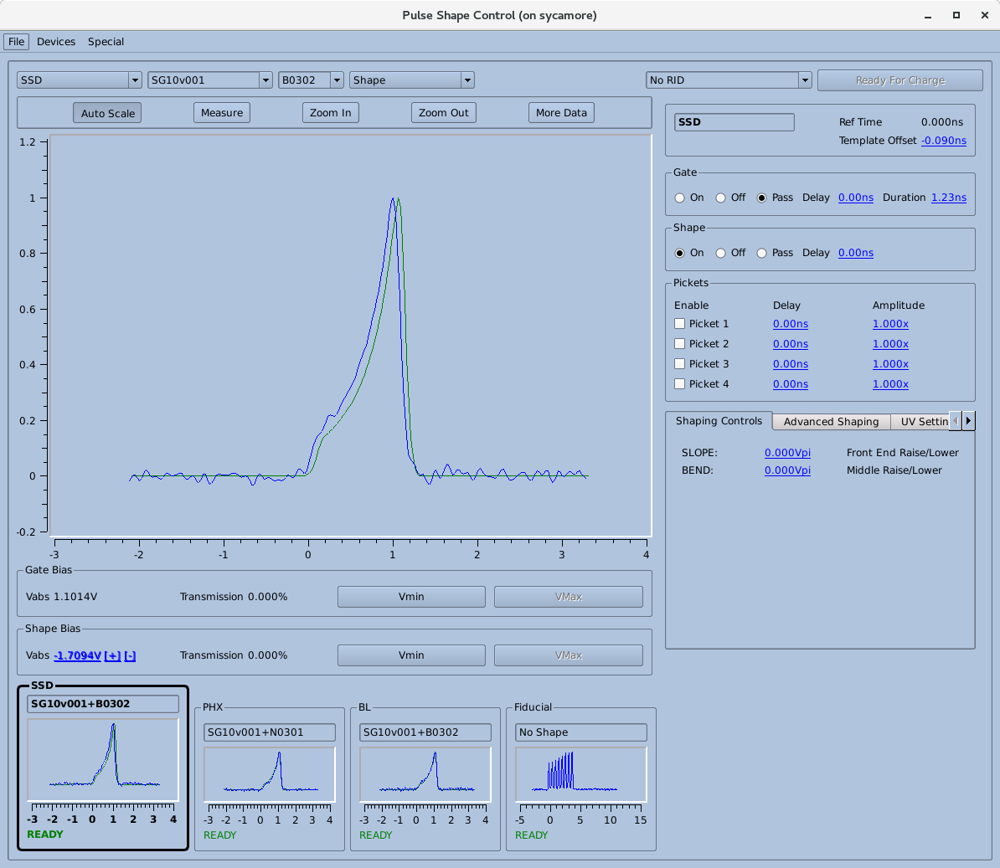 Pulse Shape Control (on sycamore)
File Devices Special
SSD SG10v001 B0302 Shape No RID Ready For Charge
Auto Scale Measure Zoom In Zoom Out More Data
SSD Ref Time 0.000ns
Template Offset -0.090ns
Gate
On Off Pass Delay 0.00ns Duration 1.23ns
Shape
On Off Pass Delay 0.00ns
Pickets
Enable Delay Amplitude
Picket 1 0.00ns 1.000x
Picket 2 0.00ns 1.000x
Picket 3 0.00ns 1.000x
Picket 4 0.00ns 1.000x
Shaping Controls Advanced Shaping UV Settin
SLOPE: 0.000Vpi Front End Raise/Lower
BEND: 0.000Vpi Middle Raise/Lower
1.2
1
0.8
0.6
0.4
0.2
0
-0.2
-3 -2 -1 0 1 2 3 4
Gate Bias
Vabs 1.1014V Transmission 0.000% Vmin VMax
Shape Bias
Vabs -1.7094V [+] [-] Transmission 0.000% Vmin VMax
SSD
SG10v001+B0302
-3 -2 -1 0 1 2 3 4
READY
PHX
SG10v001+N0301
-3 -2 -1 0 1 2 3 4
READY
BL
SG10v001+B0302
-3 -2 -1 0 1 2 3 4
READY
Fiducial
No Shape
-5 0 5 10 15
READY